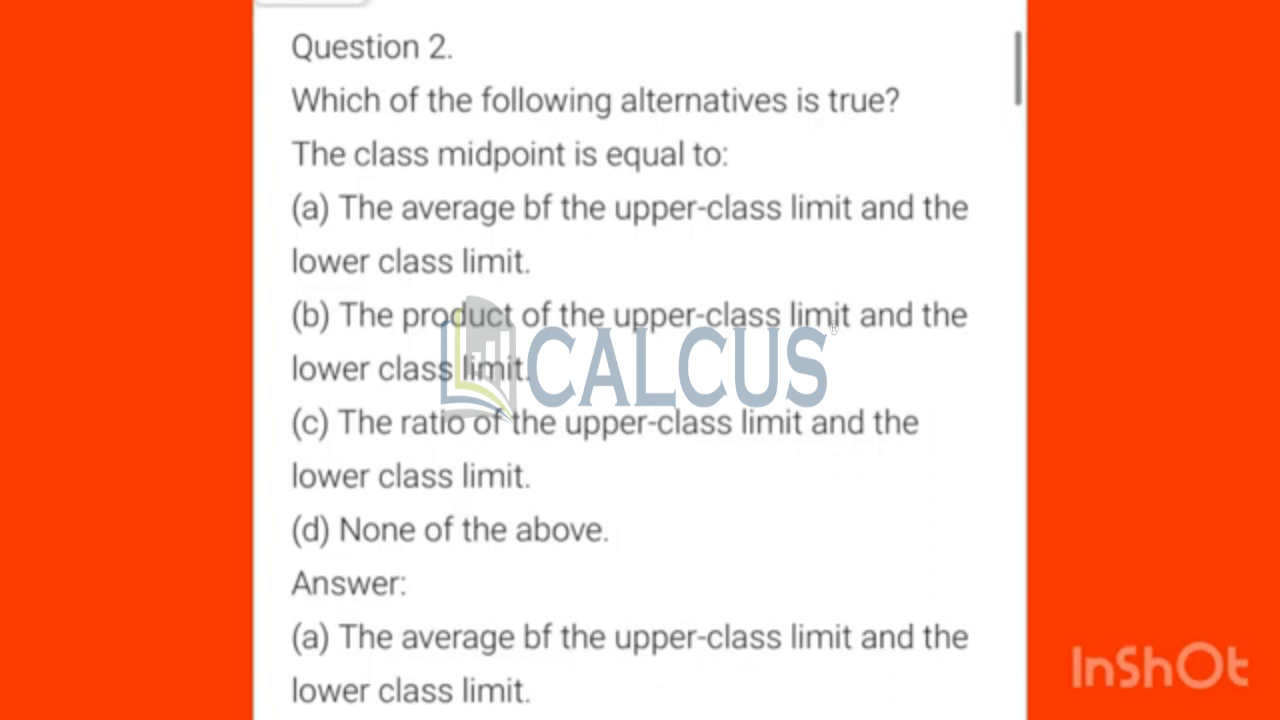 Question 2.
Which of the following alternatives is true?
The class midpoint is equal to:
(a) The average bf the upper-class limit and the
lower class limit.
(b) The product of the upper-class limit and the
lower class limit.
CALCUS®
(c) The ratio of the upper-class limit and the
lower class limit.
(d) None of the above.
Answer:
(a) The average bf the upper-class limit and the
lower class limit.
InShOt